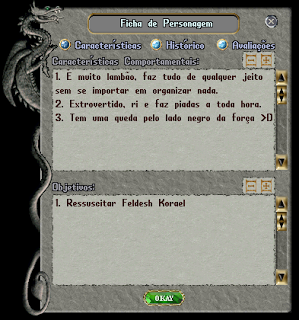 Ficha de Personagem
Características Histórico Avaliações
Características Comportamentais:
1. É muito lambão, faz tudo de qualquer jeito
sem se importar em organizar nada.
2. Extrovertido, ri e faz piadas a toda hora.
3. Tem uma queda pelo lado negro da força >D
Objetivos:
1. Ressuscitar Feldesh Korael
OKAY